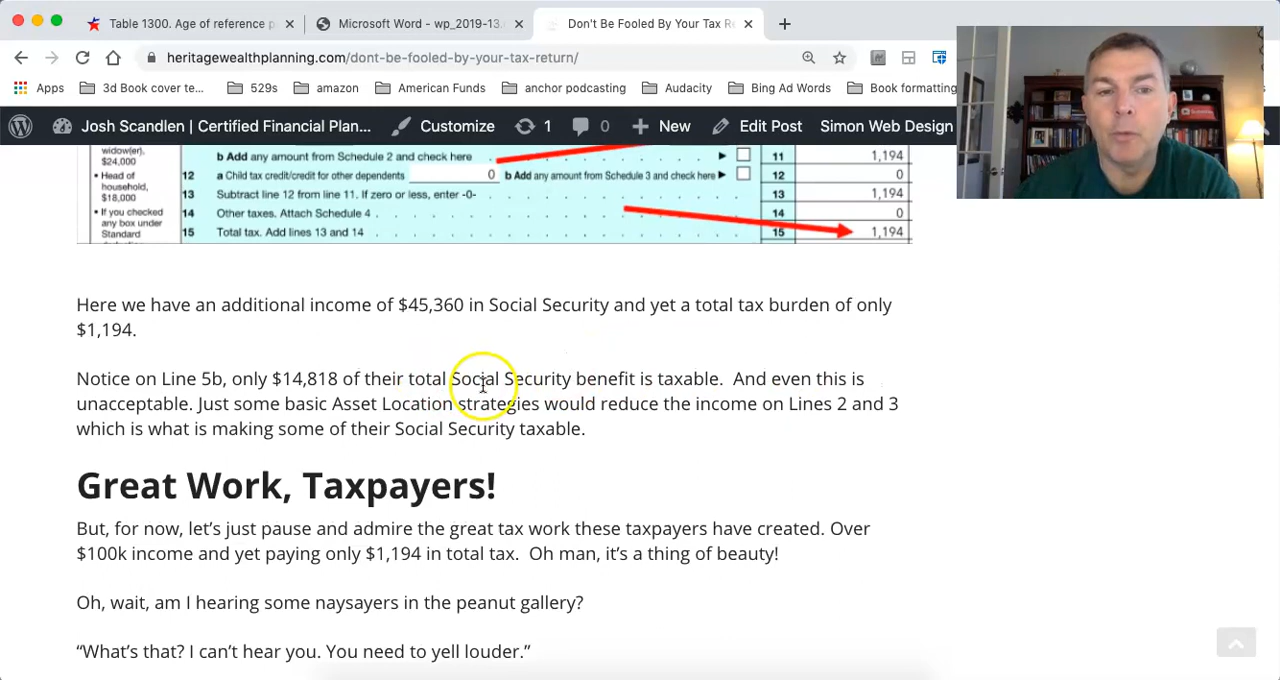 Table 1300. Age of reference p
Microsoft Word - wp_2019-13.
Don't Be Fooled By Your Tax Re
heritagewealthplanning.com/dont-be-fooled-by-your-tax-return/
Apps 3d Book cover te... 529s amazon American Funds anchor podcasting Audacity Bing Ad Words Book formatting
Josh Scandlen | Certified Financial Plan... Customize 1 0 New Edit Post Simon Web Design
widow(er),
$24,000
• Head of
household,
$18,000
• If you checked
any box under
Standard
b Add any amount from Schedule 2 and check here 11 1,194
12 a Child tax credit/credit for other dependents 0 b Add any amount from Schedule 3 and check here 12 0
13 Subtract line 12 from line 11. If zero or less, enter -0- 13 1,194
14 Other taxes. Attach Schedule 4 14 0
15 Total tax. Add lines 13 and 14 15 1,194
Here we have an additional income of $45,360 in Social Security and yet a total tax burden of only
$1,194.
Notice on Line 5b, only $14,818 of their total Social Security benefit is taxable. And even this is
unacceptable. Just some basic Asset Location strategies would reduce the income on Lines 2 and 3
which is what is making some of their Social Security taxable.
Great Work, Taxpayers!
But, for now, let's just pause and admire the great tax work these taxpayers have created. Over
$100k income and yet paying only $1,194 in total tax. Oh man, it's a thing of beauty!
Oh, wait, am I hearing some naysayers in the peanut gallery?
"What's that? I can't hear you. You need to yell louder."